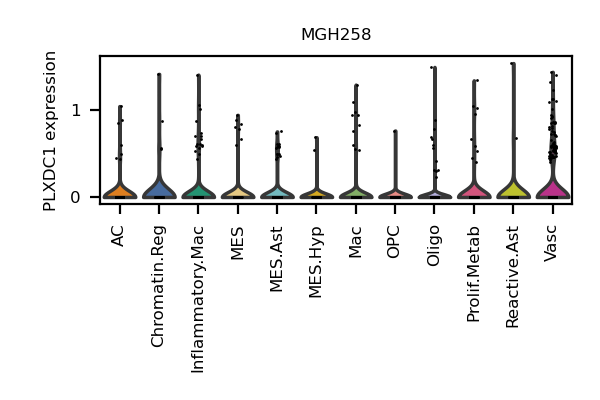 MGH258
PLXDC1 expression
1
0
AC
Chromatin.Reg
Inflammatory.Mac
MES
MES.Ast
MES.Hyp
Mac
OPC
Oligo
Prolif.Metab
Reactive.Ast
Vasc